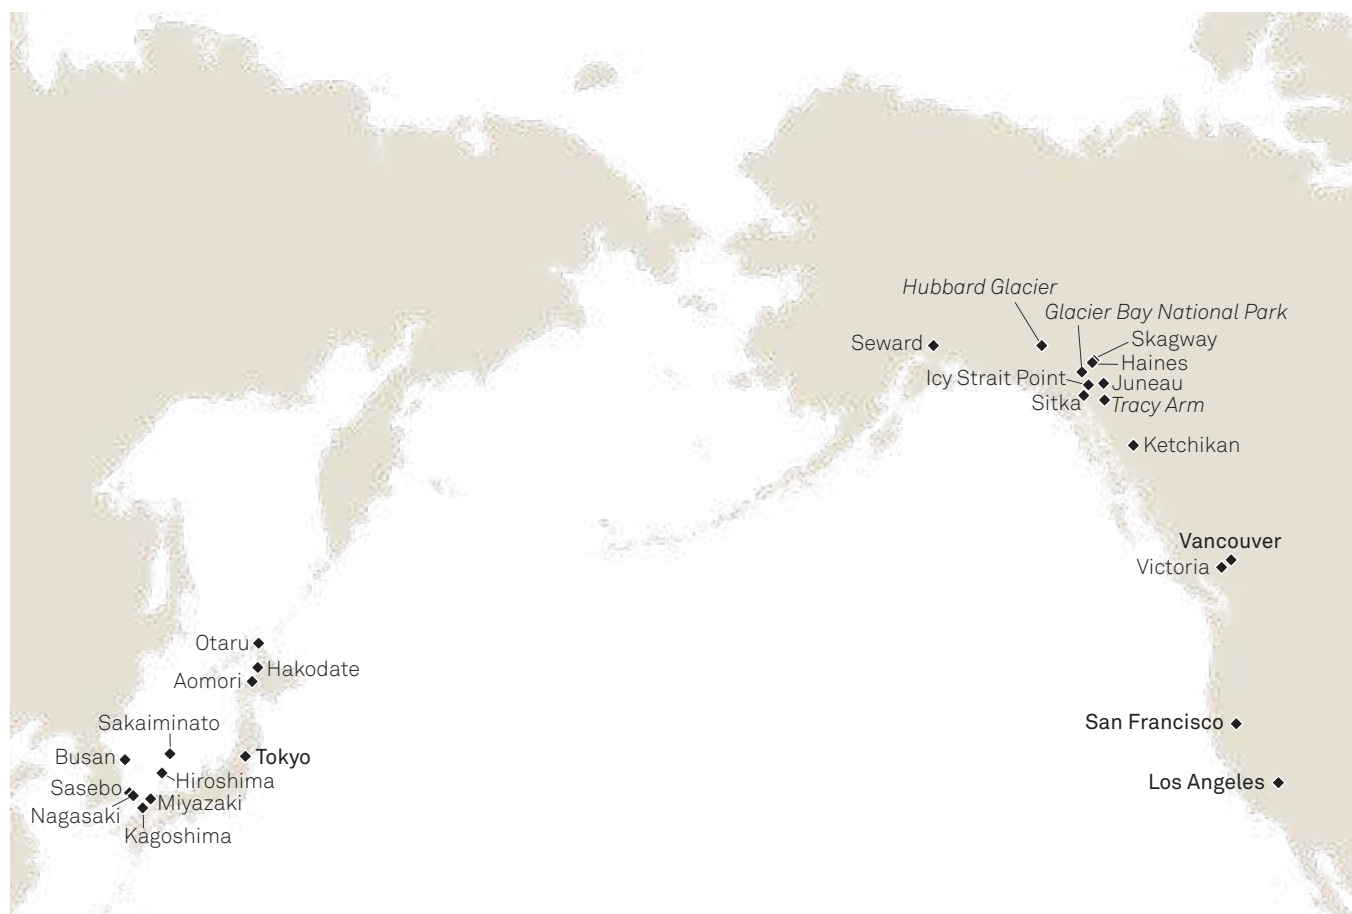 Hubbard Glacier
Glacier Bay National Park
Skagway
Seward
Haines
Icy Strait Point
Juneau
Sitka
Tracy Arm
Ketchikan
Vancouver
Victoria
Otaru
Hakodate
Aomori
Sakaiminato
San Francisco
Busan
Tokyo
Hiroshima
Los Angeles
Sasebo
Miyazaki
Nagasaki
Kagoshima